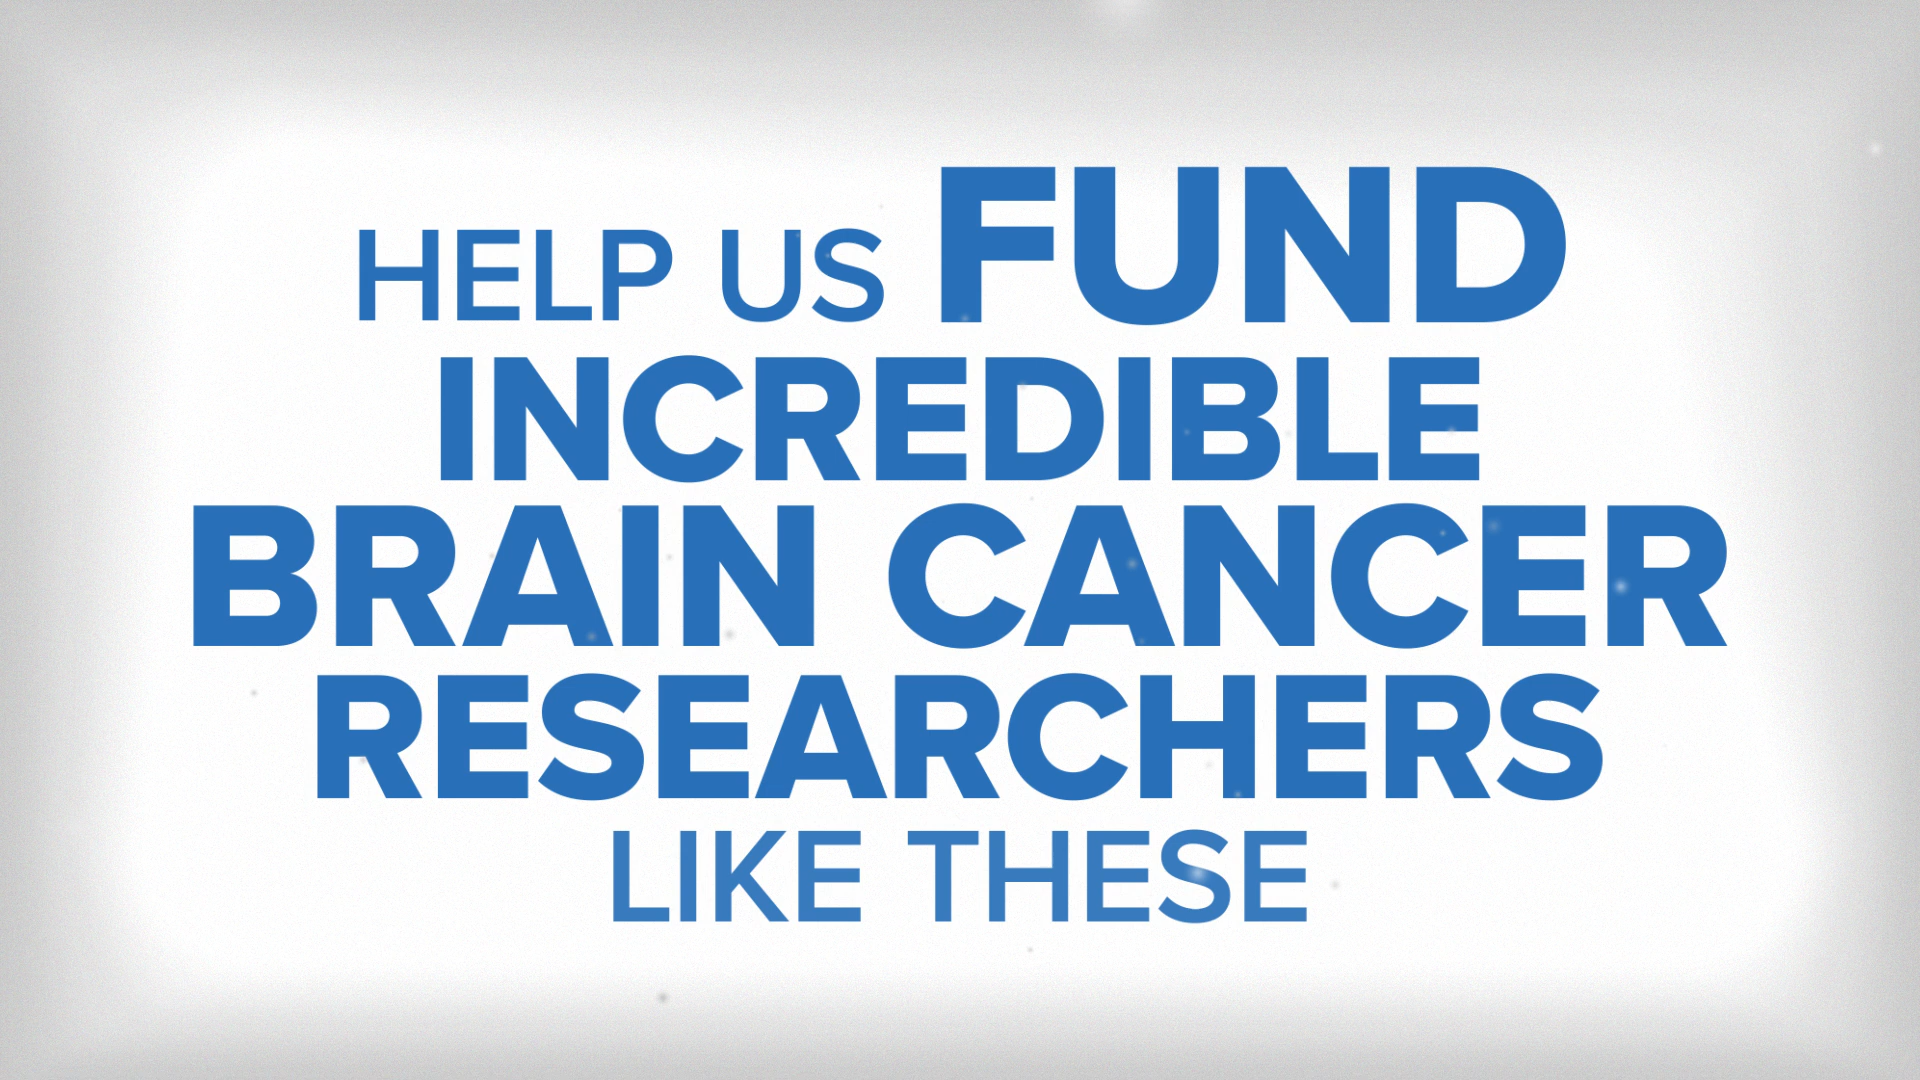 HELP US FUND
INCREDIBLE
BRAIN CANCER
RESEARCHERS
LIKE THESE